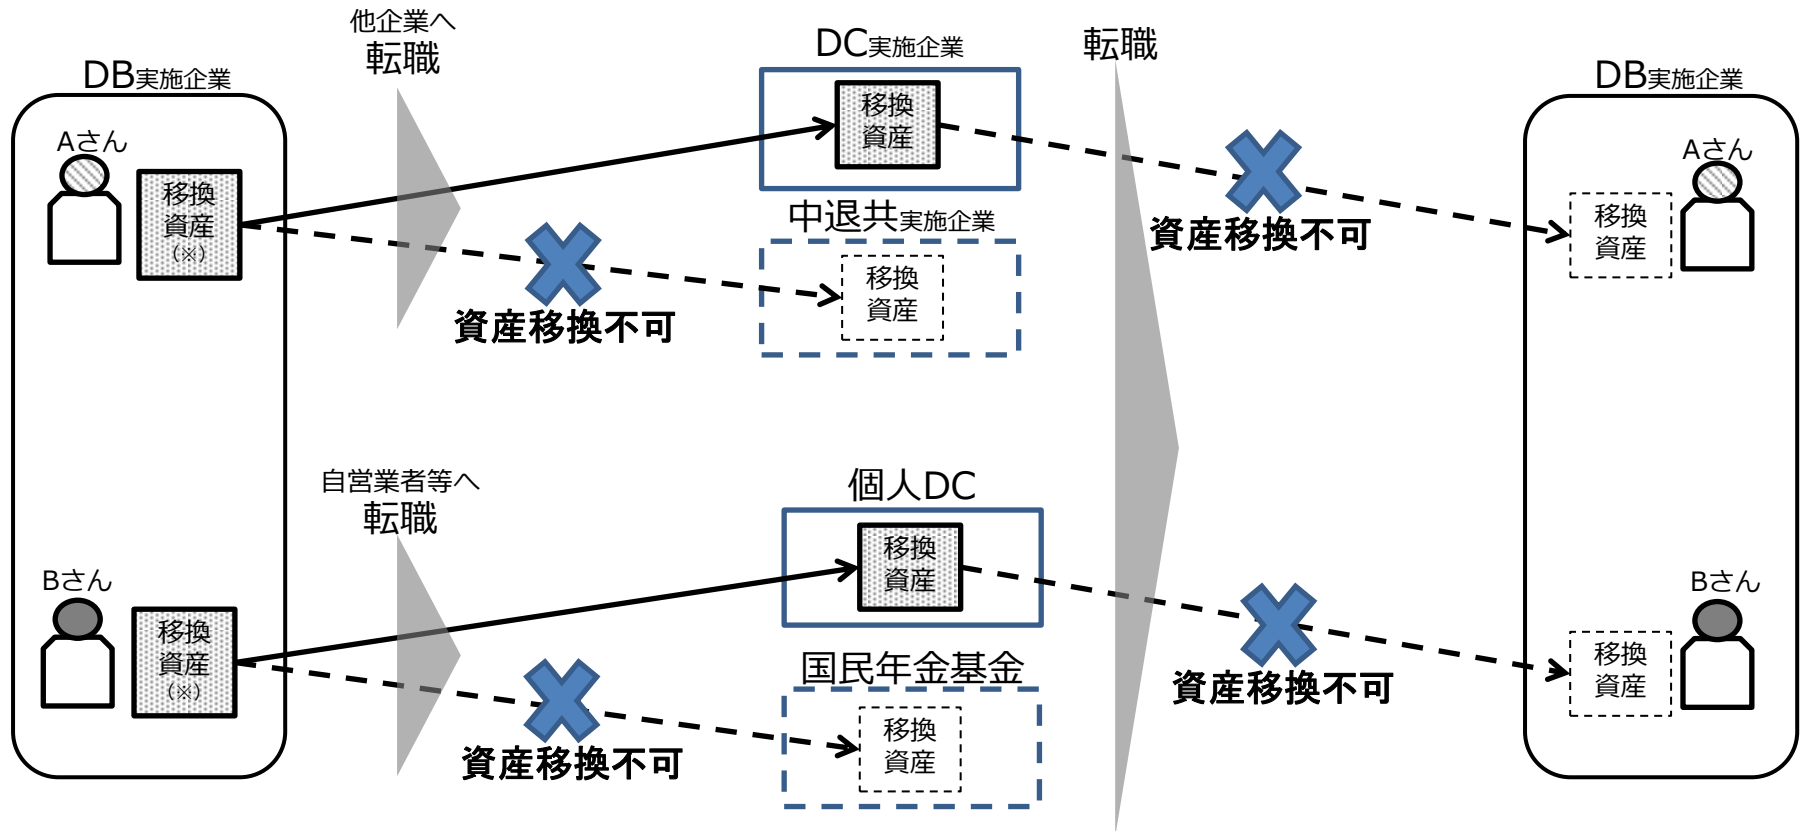 DB実施企業
Aさん
移換
資産
(※)
Bさん
移換
資産
(※)
他企業へ
転職
資産移換不可
自営業者等へ
転職
資産移換不可
DC実施企業
移換
資産
中退共実施企業
移換
資産
個人DC
移換
資産
国民年金基金
移換
資産
転職
資産移換不可
資産移換不可
DB実施企業
Aさん
移換
資産
Bさん
移換
資産